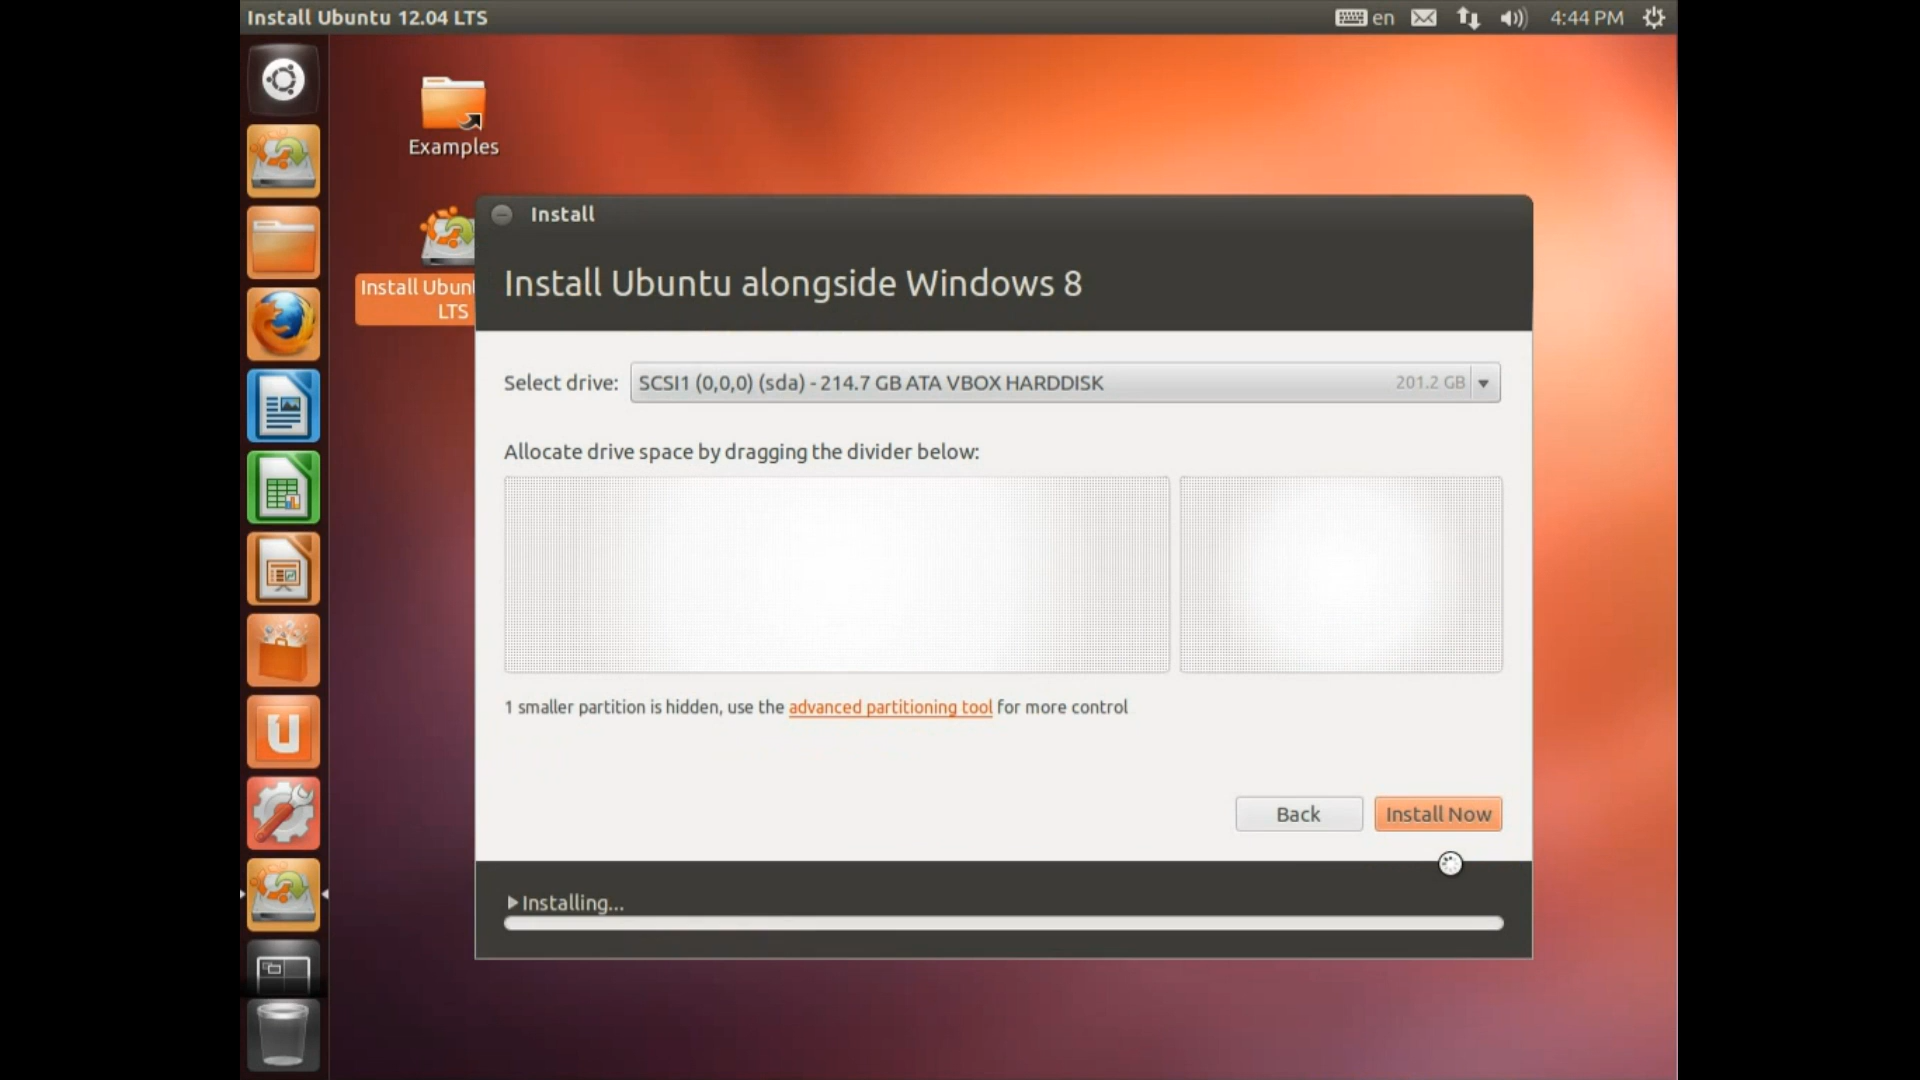 Install Ubuntu 12.04 LTS
en
4:44 PM
Examples
Install Ubun
LTS
Install
Install Ubuntu alongside Windows 8
Select drive:
SCSI1 (0,0,0) (sda) - 214.7 GB ATA VBOX HARDDISK
201.2 GB
Allocate drive space by dragging the divider below:
1 smaller partition is hidden, use the advanced partitioning tool for more control
Back
Install Now
Installing...